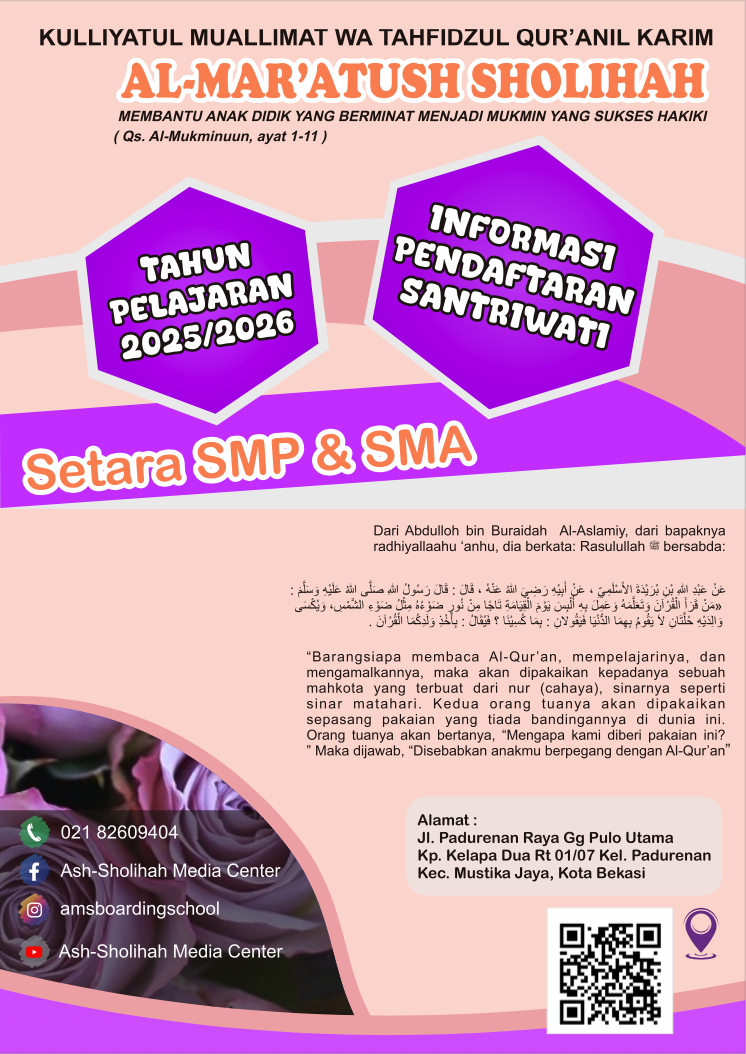 KULLIYATUL MUALLIMAT WA TAHFIDZUL QUR’ANIL KARIM
AL-MAR’ATUSH SHOLIHAH
MEMBANTU ANAK DIDIK YANG BERMINAT MENJADI MUKMIN YANG SUKSES HAKIKI
( Qs. Al-Mukminuun, ayat 1-11 )
TAHUN
PELAJARAN
2025/2026
INFORMASI
PENDAFTARAN
SANTRIWATI
Setara SMP & SMA
Dari Abdulloh bin Buraidah Al-Aslamiy, dari bapaknya
radhiyallaahu ‘anhu, dia berkata: Rasulullah ﷺ bersabda:
عَنْ عَبْدِ اللهِ بْنِ بُرَيْدَةَ الأَسْلَمِيِّ ، عَنْ أَبِيْهِ رَضِيَ اللهُ عَنْهُ ، قَالَ : قَالَ رَسُولُ اللهِ صَلَّى اللهُ عَلَيْهِ وَسَلَّمَ :
«مَنْ قَرَأَ الْقُرْآنَ وَتَعَلَّمَهُ وَعَمِلَ بِهِ أُلْبِسَ يَوْمَ الْقِيَامَةِ تَاجًا مِنْ نُورٍ ضَوْءُهُ مِثْلُ ضَوْءِ الشَّمْسِ، وَيُكْسَى
وَالِدَيْهِ حُلَّتَانِ لاَ يَقُومُ بِهِمَا الدُّنْيَا فَيَقُولاَنِ : بِمَا كُسِيْنَا ؟ فَيُقَالُ : بِأَخْذِ وَلَدِكُمَا الْقُرْآنَ .
“Barangsiapa membaca Al-Qur’an, mempelajarinya, dan
mengamalkannya, maka akan dipakaikan kepadanya sebuah
mahkota yang terbuat dari nur (cahaya), sinarnya seperti
sinar matahari. Kedua orang tuanya akan dipakaikan
sepasang pakaian yang tiada bandingannya di dunia ini.
Orang tuanya akan bertanya, “Mengapa kami diberi pakaian ini?
” Maka dijawab, “Disebabkan anakmu berpegang dengan Al-Qur’an”
021 82609404
Ash-Sholihah Media Center
amsboardingschool
Ash-Sholihah Media Center
Alamat :
Jl. Padurenan Raya Gg Pulo Utama
Kp. Kelapa Dua Rt 01/07 Kel. Padurenan
Kec. Mustika Jaya, Kota Bekasi